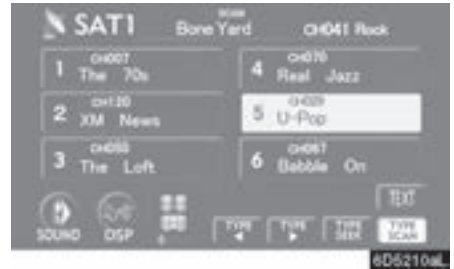 SCAN
SAT1 Bone Yard CH041 Rock
CH007
1 The 70s
CH070
4 Real Jazz
CH120
2 XM News
CH029
5 U-Pop
CH050
3 The Loft
CH067
6 Babble On
TEXT
SOUND DSP TYPE TYPE TYPE SEEK TYPE SCAN
6D5210aL